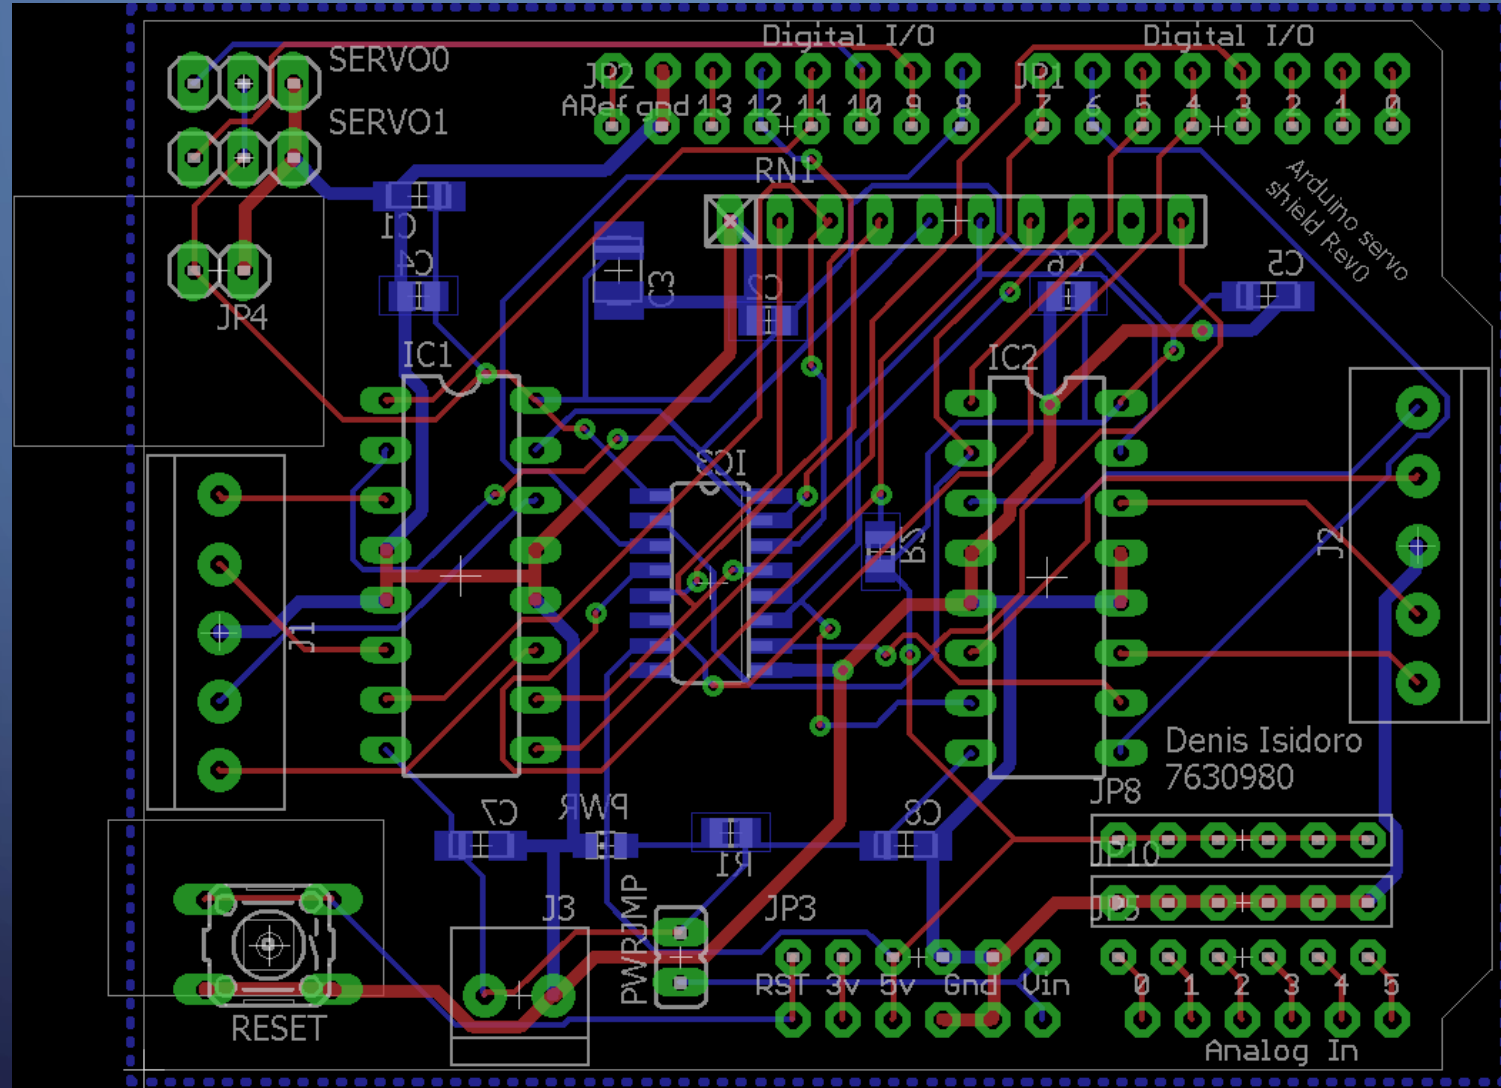 Digital I/O
Digital I/O
SERVO0
JP2
JP1
ARef gnd 13 12 11 10 9 8
7 6 5 4 3 2 1 0
SERVO1
RN1
Arduino servo
shield Rev0
C1
C4
C3
C2
C6
C5
JP4
IC1
IC2
IC3
R2
J2
J1
Denis Isidoro
7630980
JP8
C7
PWR
C8
R1
JP10
J3
PWRJMP
JP3
JP5
RST 3v 5v Gnd Vin
0 1 2 3 4 5
RESET
Analog In